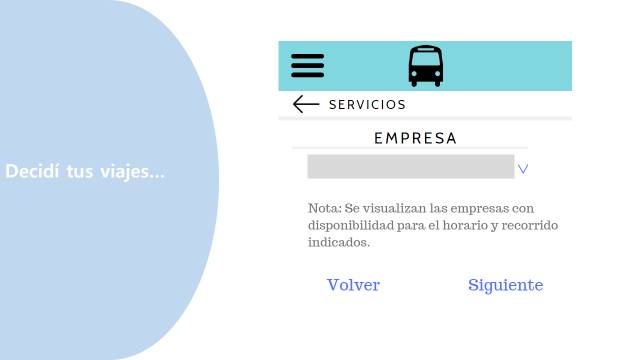 Decidí tus viajes...
SERVICIOS
EMPRESA
Nota: Se visualizan las empresas con
disponibilidad para el horario y recorrido
indicados.
Volver
Siguiente